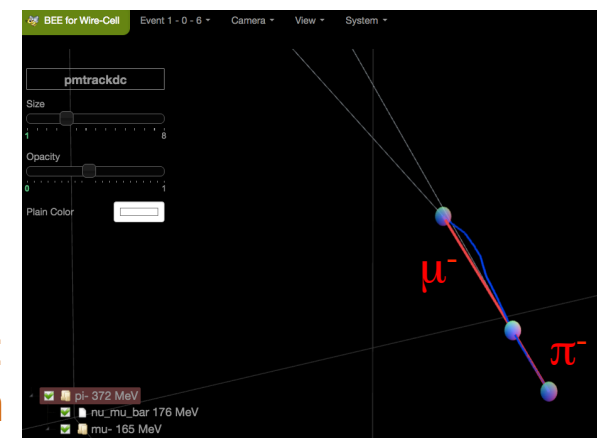 BEE for Wire-Cell Event 1 - 0 - 6 Camera View System
pmtrackdc
Size
1 8
Opacity
0 1
Plain Color
μ-
π-
pi- 372 MeV
nu_mu_bar 176 MeV
mu- 165 MeV